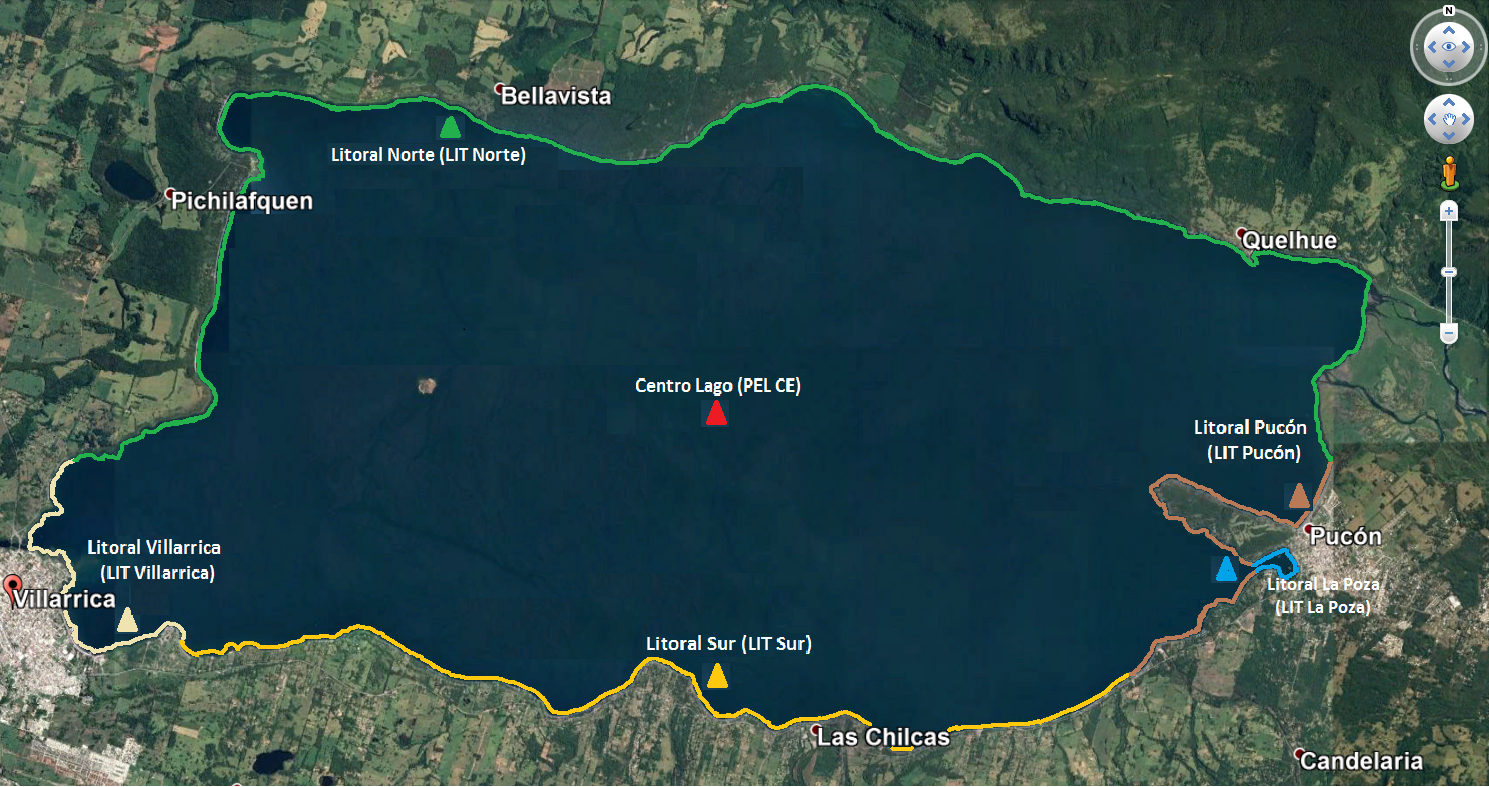 N
Bellavista
Litoral Norte (LIT Norte)
Pichilafquen
Quelhue
Centro Lago (PEL CE)
Litoral Pucón
(LIT Pucón)
Pucón
Litoral Villarrica
(LIT Villarrica)
Villarrica
Litoral La Poza
(LIT La Poza)
Litoral Sur (LIT Sur)
Las Chilcas
Candelaria